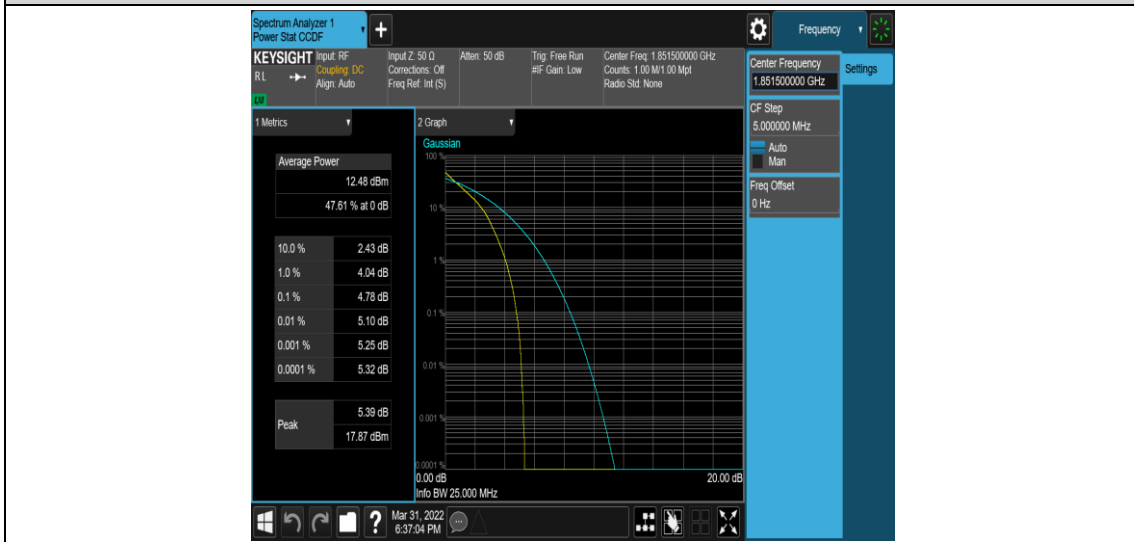 Spectrum Analyzer 1
Power Stat CCDF
Frequency
KEYSIGHT
RL
LXI
Input: RF
Coupling: DC
Align: Auto
Input Z: 50 Ω
Corrections: Off
Freq Ref: Int (S)
Atten: 50 dB
Trig: Free Run
#IF Gain: Low
Center Freq: 1.851500000 GHz
Counts: 1.00 M/1.00 Mpt
Radio Std: None
Center Frequency
1.851500000 GHz
Settings
CF Step
5.000000 MHz
Auto
Man
Freq Offset
0 Hz
1 Metrics
Average Power
12.48 dBm
47.61 % at 0 dB
10.0 % 2.43 dB
1.0 % 4.04 dB
0.1 % 4.78 dB
0.01 % 5.10 dB
0.001 % 5.25 dB
0.0001 % 5.32 dB
Peak
5.39 dB
17.87 dBm
2 Graph
Gaussian
100 %
10 %
1 %
0.1 %
0.01 %
0.001 %
0.0001 %
0.00 dB 20.00 dB
Info BW 25.000 MHz
?
Mar 31, 2022
6:37:04 PM